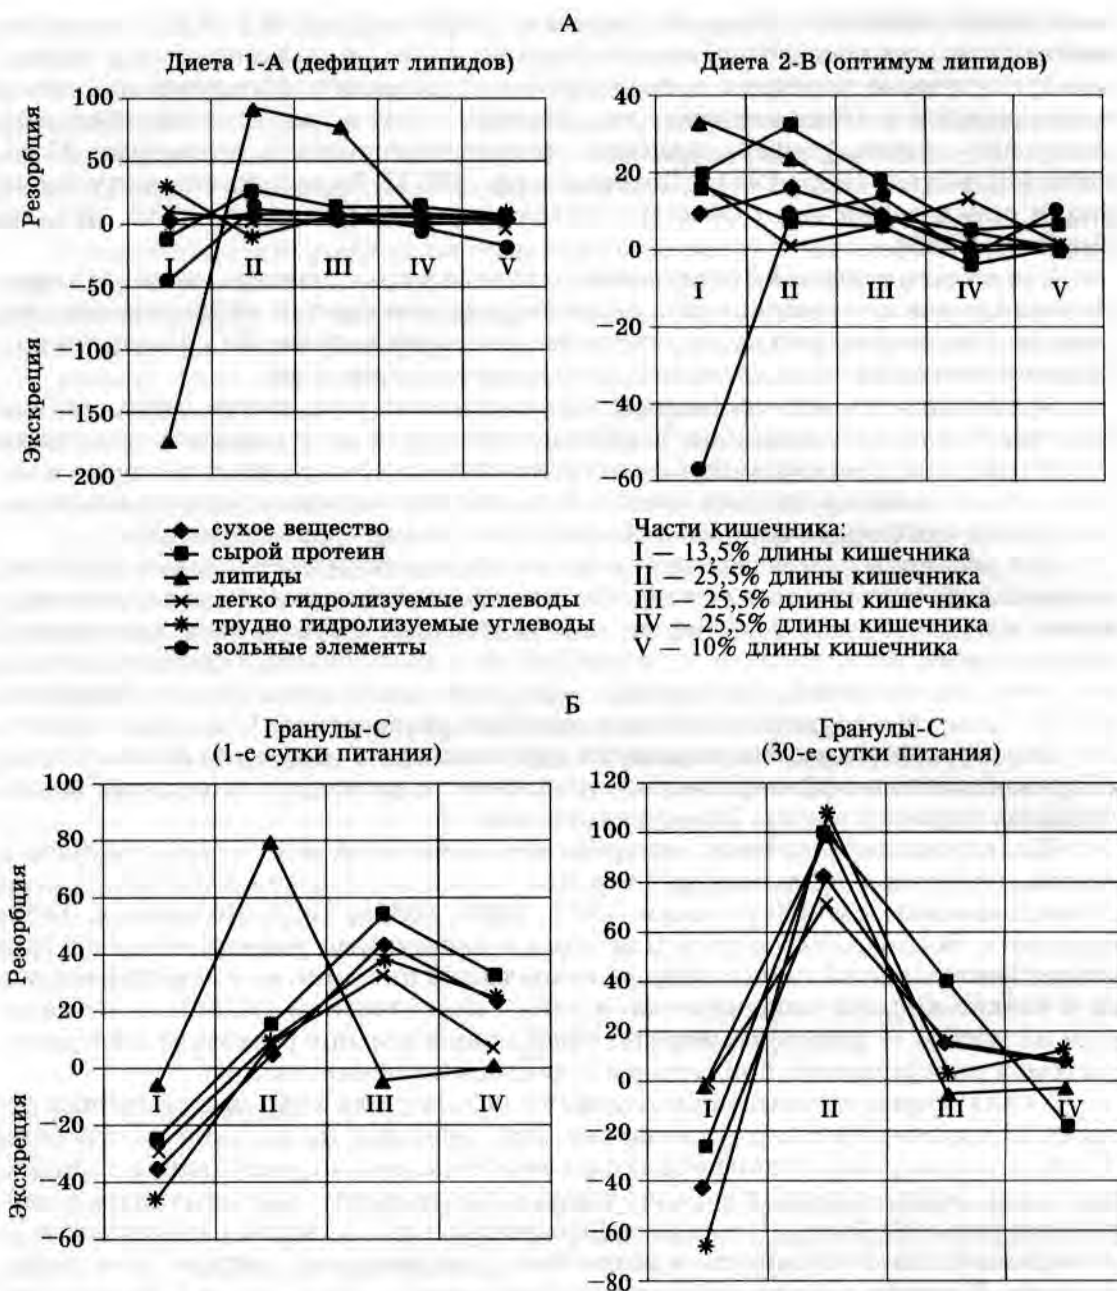 А
Диета 1-А (дефицит липидов)
Диета 2-В (оптимум липидов)
100
50
0
−50
−100
−150
−200
Резорбция
Экскреция
I II III IV V
40
20
0
−20
−40
−60
I II III IV V
сухое вещество
сырой протеин
липиды
легко гидролизуемые углеводы
трудно гидролизуемые углеводы
зольные элементы
Части кишечника:
I — 13,5% длины кишечника
II — 25,5% длины кишечника
III — 25,5% длины кишечника
IV — 25,5% длины кишечника
V — 10% длины кишечника
Б
Гранулы-С
(1-е сутки питания)
Гранулы-С
(30-е сутки питания)
100
80
60
40
20
0
−20
−40
−60
Резорбция
Экскреция
I II III IV
120
100
80
60
40
20
0
−20
−40
−60
−80
I II III IV